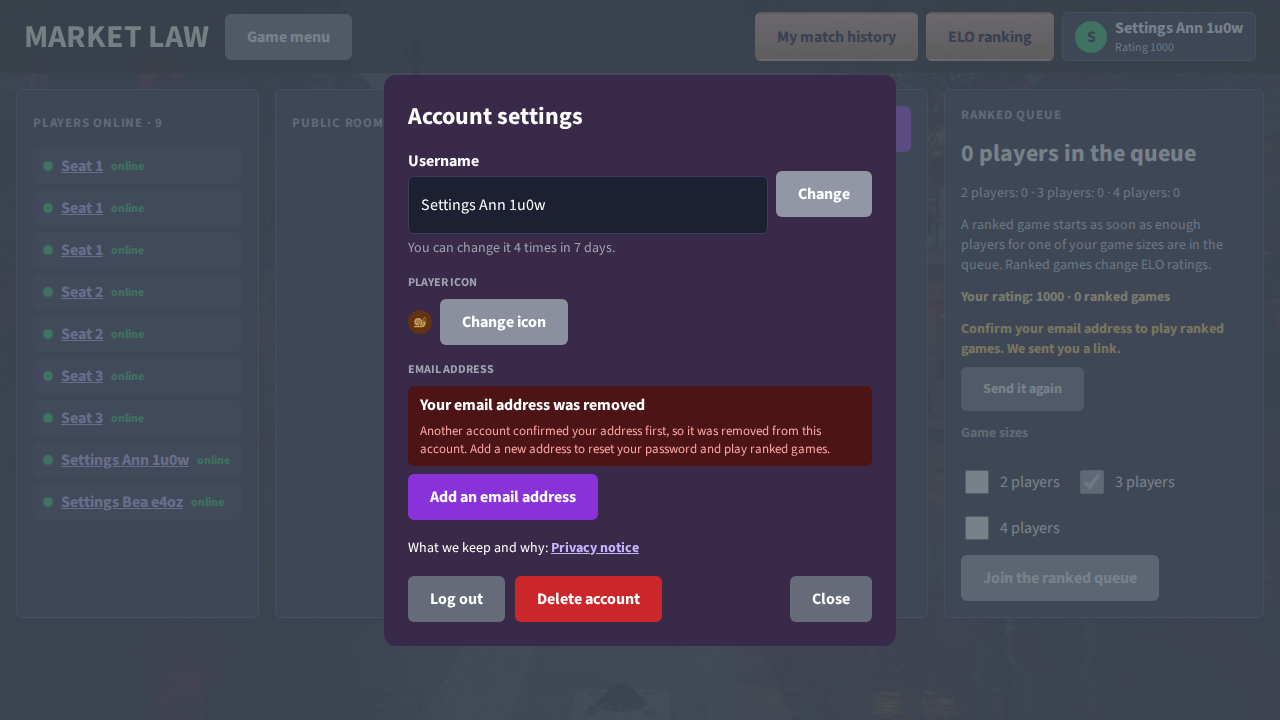 MARKET LAW
Game menu
My match history
ELO ranking
S
Settings Ann 1u0w
Rating 1000
PLAYERS ONLINE · 9
Seat 1 online
Seat 1 online
Seat 1 online
Seat 2 online
Seat 2 online
Seat 3 online
Seat 3 online
Settings Ann 1u0w online
Settings Bea e4oz online
PUBLIC ROOM
Account settings
Username
Settings Ann 1u0w
Change
You can change it 4 times in 7 days.
PLAYER ICON
Change icon
EMAIL ADDRESS
Your email address was removed
Another account confirmed your address first, so it was removed from this
account. Add a new address to reset your password and play ranked games.
Add an email address
What we keep and why: Privacy notice
Log out
Delete account
Close
RANKED QUEUE
0 players in the queue
2 players: 0 · 3 players: 0 · 4 players: 0
A ranked game starts as soon as enough
players for one of your game sizes are in the
queue. Ranked games change ELO ratings.
Your rating: 1000 · 0 ranked games
Confirm your email address to play ranked
games. We sent you a link.
Send it again
Game sizes
2 players
3 players
4 players
Join the ranked queue